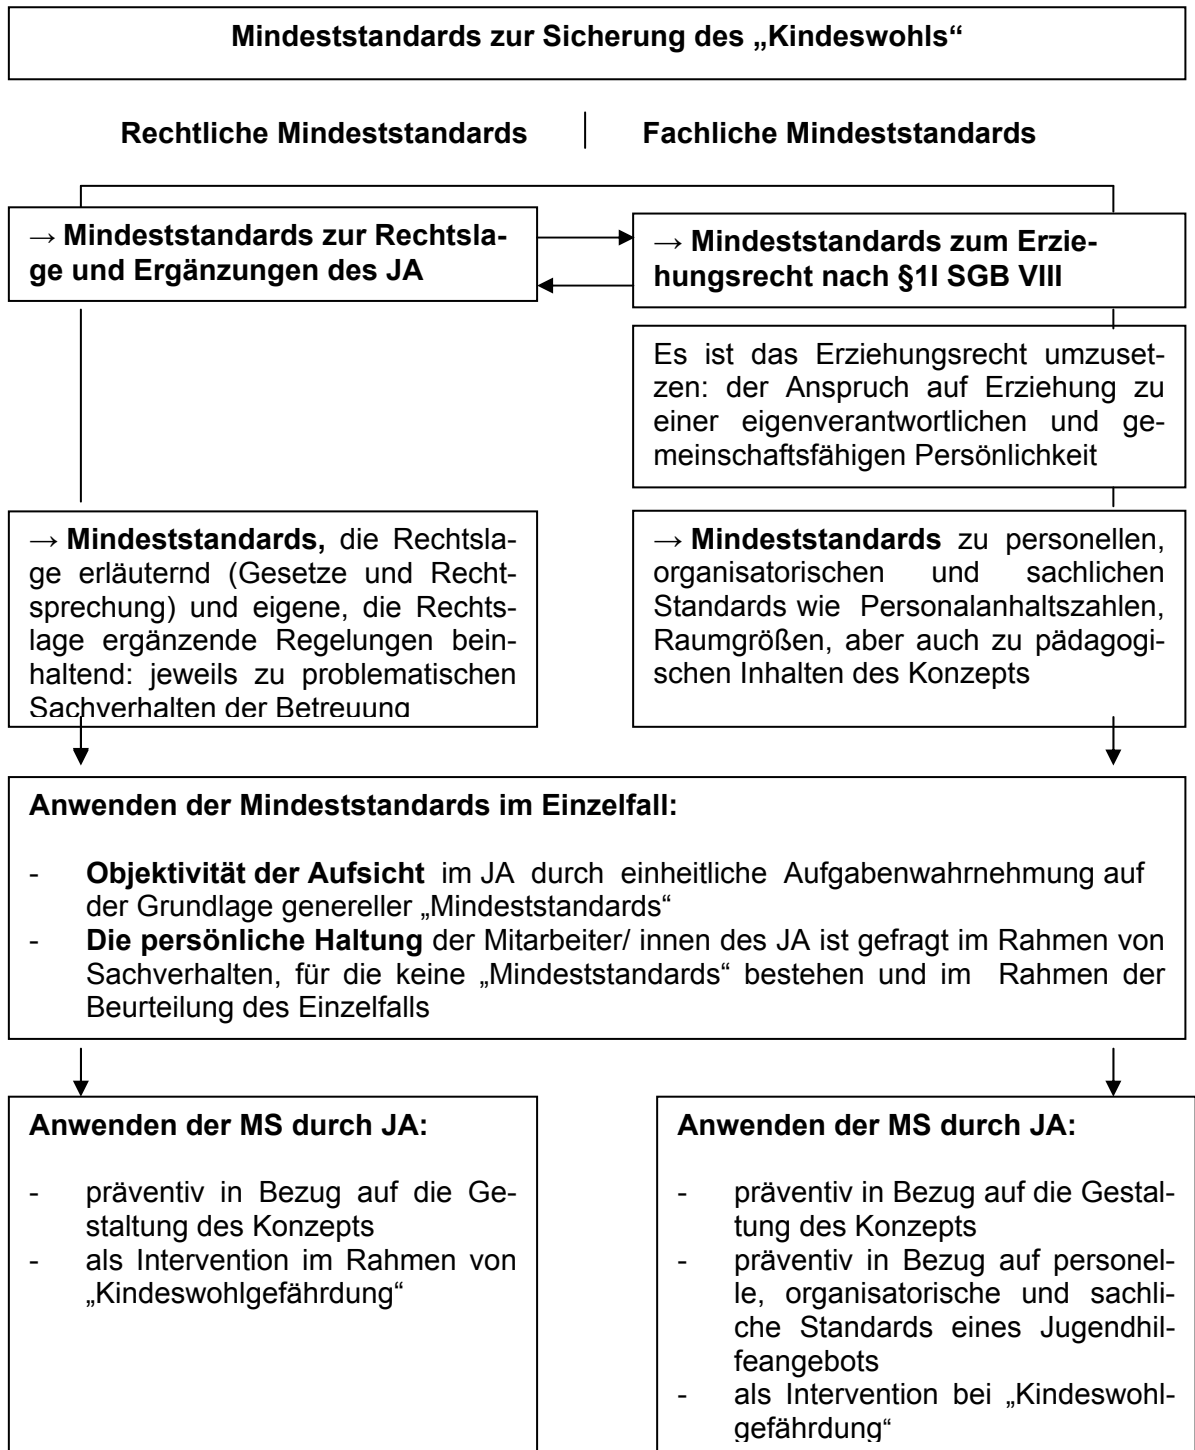 Mindeststandards zur Sicherung des „Kindeswohls“
Rechtliche Mindeststandards | Fachliche Mindeststandards
→ Mindeststandards zur Rechtsla-
ge und Ergänzungen des JA
→ Mindeststandards zum Erzie-
hungsrecht nach §1I SGB VIII
Es ist das Erziehungsrecht umzuset-
zen: der Anspruch auf Erziehung zu
einer eigenverantwortlichen und ge-
meinschaftsfähigen Persönlichkeit
→ Mindeststandards, die Rechtsla-
ge erläuternd (Gesetze und Recht-
sprechung) und eigene, die Rechts-
lage ergänzende Regelungen bein-
haltend: jeweils zu problematischen
Sachverhalten der Betreuung
→ Mindeststandards zu personellen,
organisatorischen und sachlichen
Standards wie Personalanhaltszahlen,
Raumgrößen, aber auch zu pädagogi-
schen Inhalten des Konzepts
Anwenden der Mindeststandards im Einzelfall:
- Objektivität der Aufsicht im JA durch einheitliche Aufgabenwahrnehmung auf
der Grundlage genereller „Mindeststandards“
- Die persönliche Haltung der Mitarbeiter/ innen des JA ist gefragt im Rahmen von
Sachverhalten, für die keine „Mindeststandards“ bestehen und im Rahmen der
Beurteilung des Einzelfalls
Anwenden der MS durch JA:
- präventiv in Bezug auf die Ge-
staltung des Konzepts
- als Intervention im Rahmen von
„Kindeswohlgefährdung“
Anwenden der MS durch JA:
- präventiv in Bezug auf die Gestal-
tung des Konzepts
- präventiv in Bezug auf personel-
le, organisatorische und sachli-
che Standards eines Jugendhil-
feangebots
- als Intervention bei „Kindeswohl-
gefährdung“